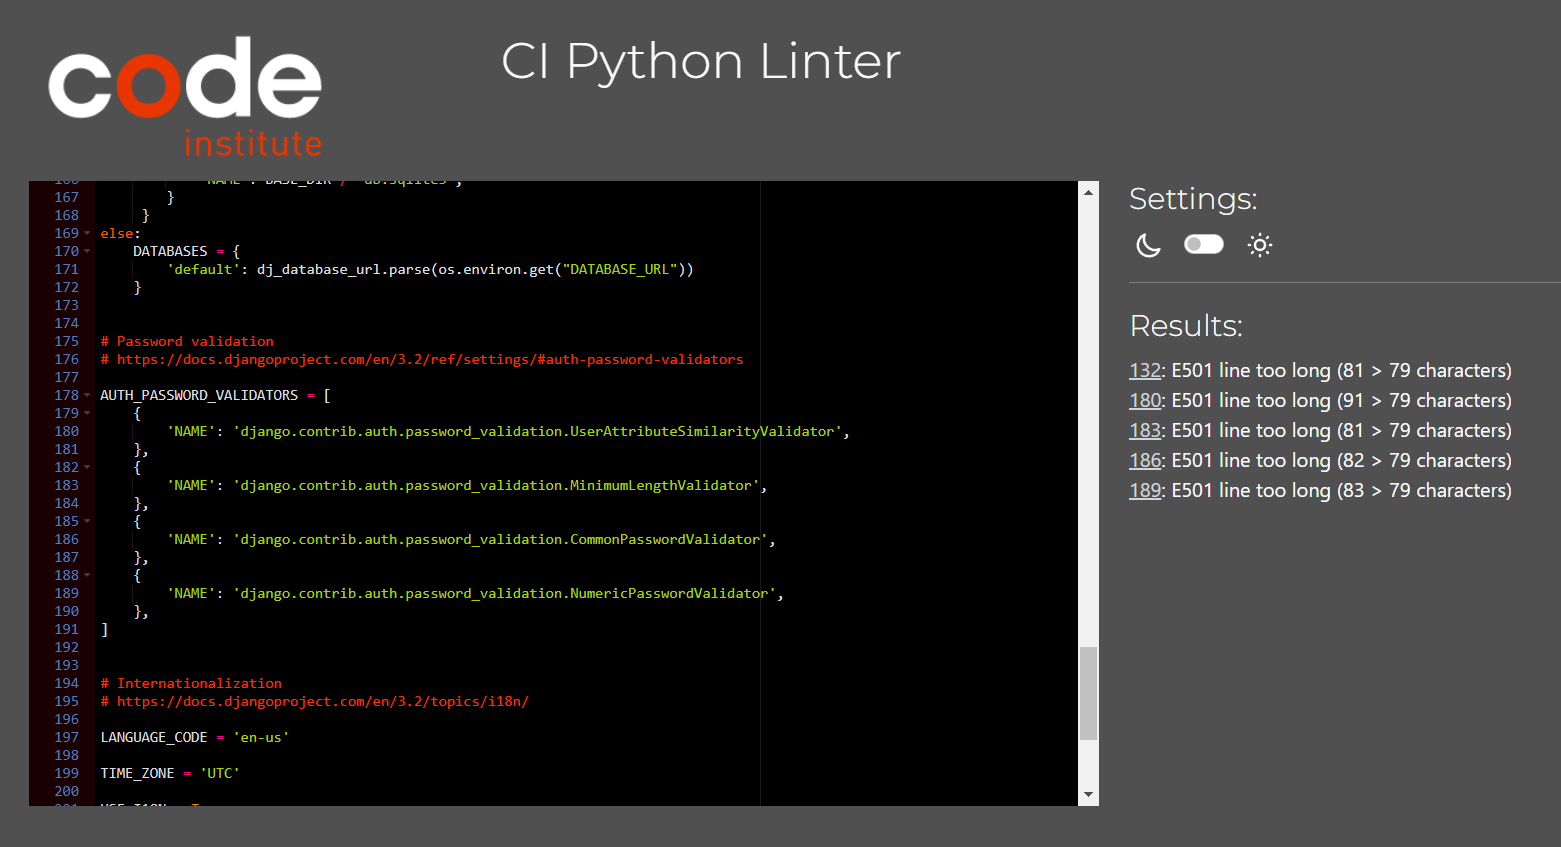 code
institute
CI Python Linter
167 }
168 }
169 else:
170 DATABASES = {
171 'default': dj_database_url.parse(os.environ.get("DATABASE_URL"))
172 }
173
174
175 # Password validation
176 # https://docs.djangoproject.com/en/3.2/ref/settings/#auth-password-validators
177
178 AUTH_PASSWORD_VALIDATORS = [
179 {
180 'NAME': 'django.contrib.auth.password_validation.UserAttributeSimilarityValidator',
181 },
182 {
183 'NAME': 'django.contrib.auth.password_validation.MinimumLengthValidator',
184 },
185 {
186 'NAME': 'django.contrib.auth.password_validation.CommonPasswordValidator',
187 },
188 {
189 'NAME': 'django.contrib.auth.password_validation.NumericPasswordValidator',
190 },
191 ]
192
193
194 # Internationalization
195 # https://docs.djangoproject.com/en/3.2/topics/i18n/
196
197 LANGUAGE_CODE = 'en-us'
198
199 TIME_ZONE = 'UTC'
200
Settings:
Results:
132: E501 line too long (81 > 79 characters)
180: E501 line too long (91 > 79 characters)
183: E501 line too long (81 > 79 characters)
186: E501 line too long (82 > 79 characters)
189: E501 line too long (83 > 79 characters)